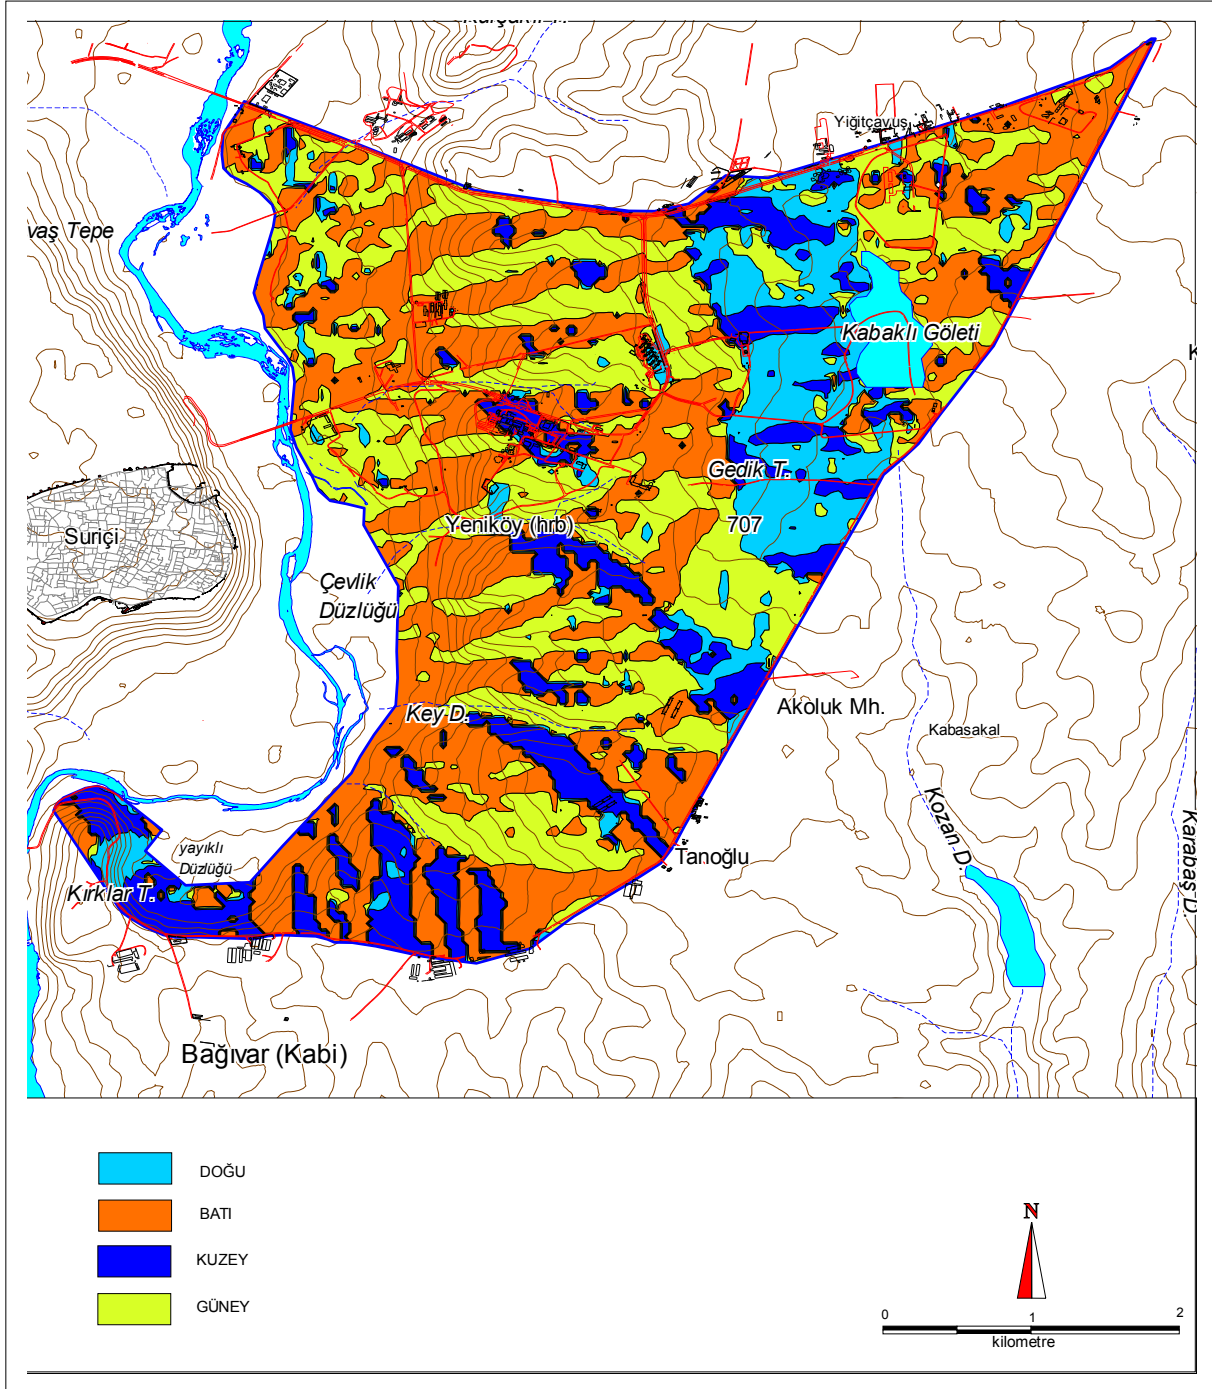 Yiğitçavuş
vaş Tepe
Kabaklı Göleti
Gedik T.
Yeniköy (hrb)
707
Suriçi
Çevlik
Düzlüğü
Key D.
Akoluk Mh.
Kabasakal
Kozan D.
Karabaş D.
yayıklı
Düzlüğü
Tanoğlu
Kırklar T.
Bağıvar (Kabi)
DOĞU
BATI
KUZEY
GÜNEY
N
0 1 2
kilometre